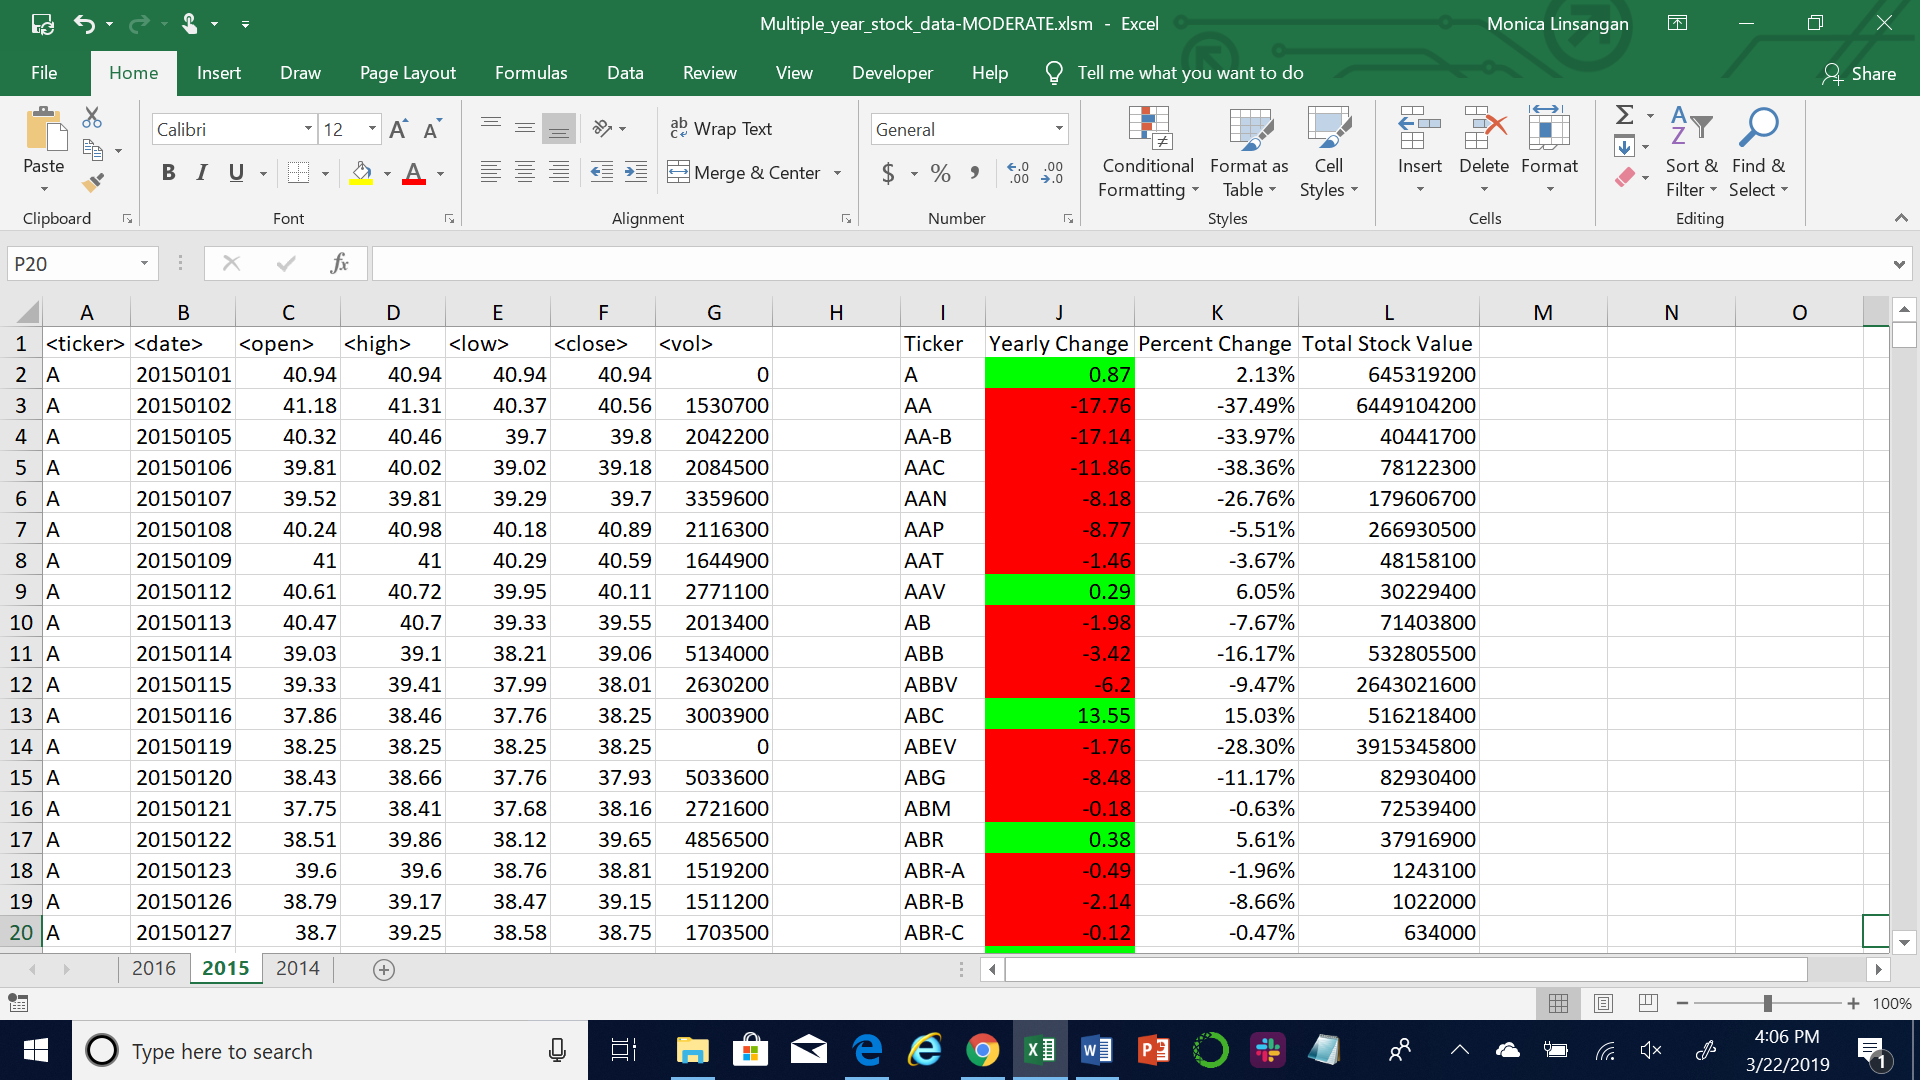 Multiple_year_stock_data-MODERATE.xlsm - Excel Monica Linsangan
File Home Insert Draw Page Layout Formulas Data Review View Developer Help Tell me what you want to do Share
Calibri 12 ab Wrap Text General
Paste B I U Merge & Center $ % , Conditional Formatting Format as Table Cell Styles Insert Delete Format Sort & Filter Find & Select
Clipboard Font Alignment Number Styles Cells Editing
P20 fx
A B C D E F G H I J K L M N O
1 <ticker> <date> <open> <high> <low> <close> <vol> Ticker Yearly Change Percent Change Total Stock Value
2 A 20150101 40.94 40.94 40.94 40.94 0 A 0.87 2.13% 645319200
3 A 20150102 41.18 41.31 40.37 40.56 1530700 AA -17.76 -37.49% 6449104200
4 A 20150105 40.32 40.46 39.7 39.8 2042200 AA-B -17.14 -33.97% 40441700
5 A 20150106 39.81 40.02 39.02 39.18 2084500 AAC -11.86 -38.36% 78122300
6 A 20150107 39.52 39.81 39.29 39.7 3359600 AAN -8.18 -26.76% 179606700
7 A 20150108 40.24 40.98 40.18 40.89 2116300 AAP -8.77 -5.51% 266930500
8 A 20150109 41 41 40.29 40.59 1644900 AAT -1.46 -3.67% 48158100
9 A 20150112 40.61 40.72 39.95 40.11 2771100 AAV 0.29 6.05% 30229400
10 A 20150113 40.47 40.7 39.33 39.55 2013400 AB -1.98 -7.67% 71403800
11 A 20150114 39.03 39.1 38.21 39.06 5134000 ABB -3.42 -16.17% 532805500
12 A 20150115 39.33 39.41 37.99 38.01 2630200 ABBV -6.2 -9.47% 2643021600
13 A 20150116 37.86 38.46 37.76 38.25 3003900 ABC 13.55 15.03% 516218400
14 A 20150119 38.25 38.25 38.25 38.25 0 ABEV -1.76 -28.30% 3915345800
15 A 20150120 38.43 38.66 37.76 37.93 5033600 ABG -8.48 -11.17% 82930400
16 A 20150121 37.75 38.41 37.68 38.16 2721600 ABM -0.18 -0.63% 72539400
17 A 20150122 38.51 39.86 38.12 39.65 4856500 ABR 0.38 5.61% 37916900
18 A 20150123 39.6 39.6 38.76 38.81 1519200 ABR-A -0.49 -1.96% 1243100
19 A 20150126 38.79 39.17 38.47 39.15 1511200 ABR-B -2.14 -8.66% 1022000
20 A 20150127 38.7 39.25 38.58 38.75 1703500 ABR-C -0.12 -0.47% 634000
2016 2015 2014
100%
Type here to search
4:06 PM
3/22/2019
1